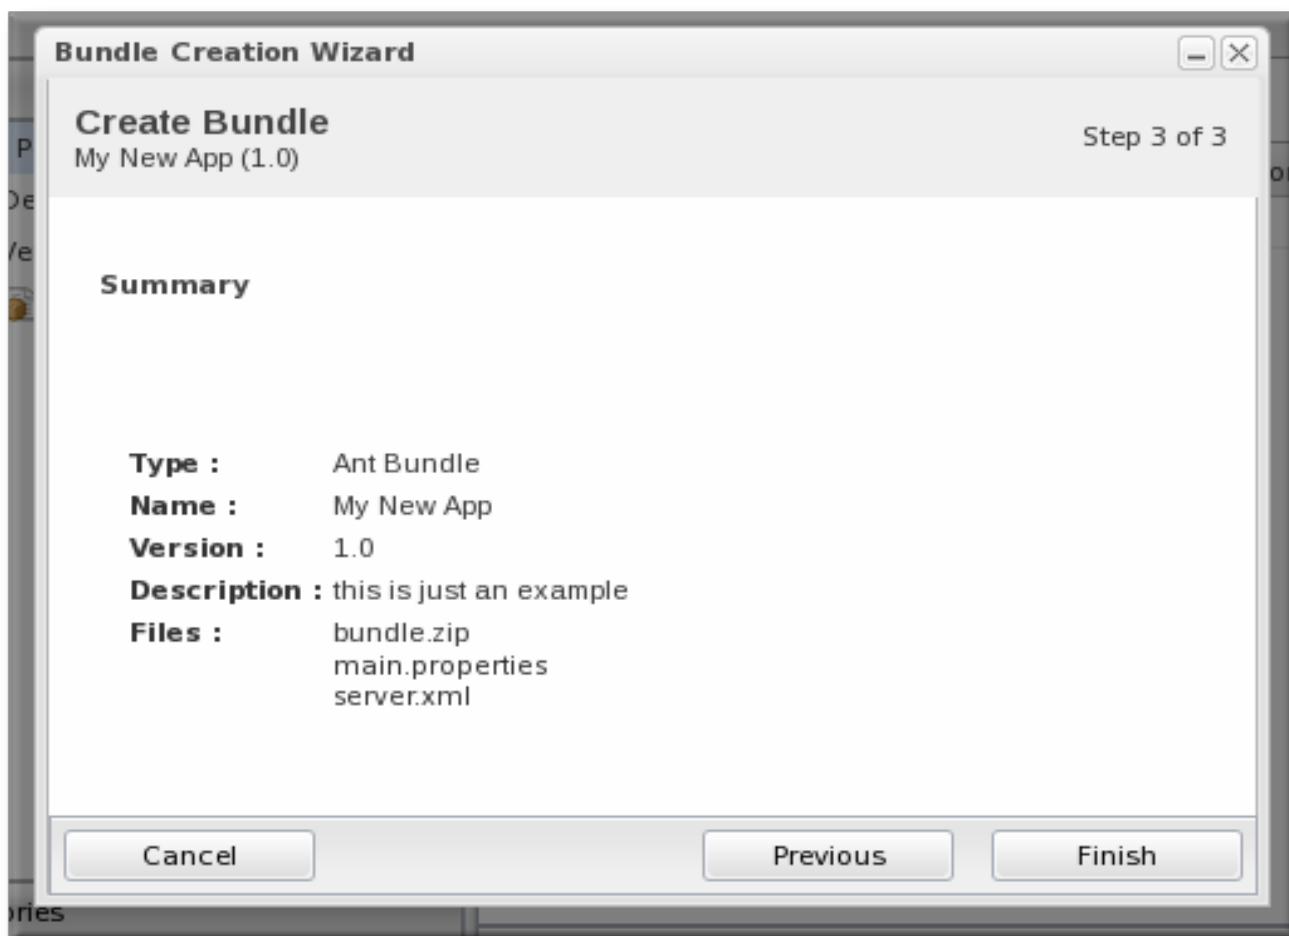 Bundle Creation Wizard
Create Bundle
My New App (1.0)
Step 3 of 3
Summary
Type : Ant Bundle
Name : My New App
Version : 1.0
Description : this is just an example
Files : bundle.zip
main.properties
server.xml
Cancel Previous Finish